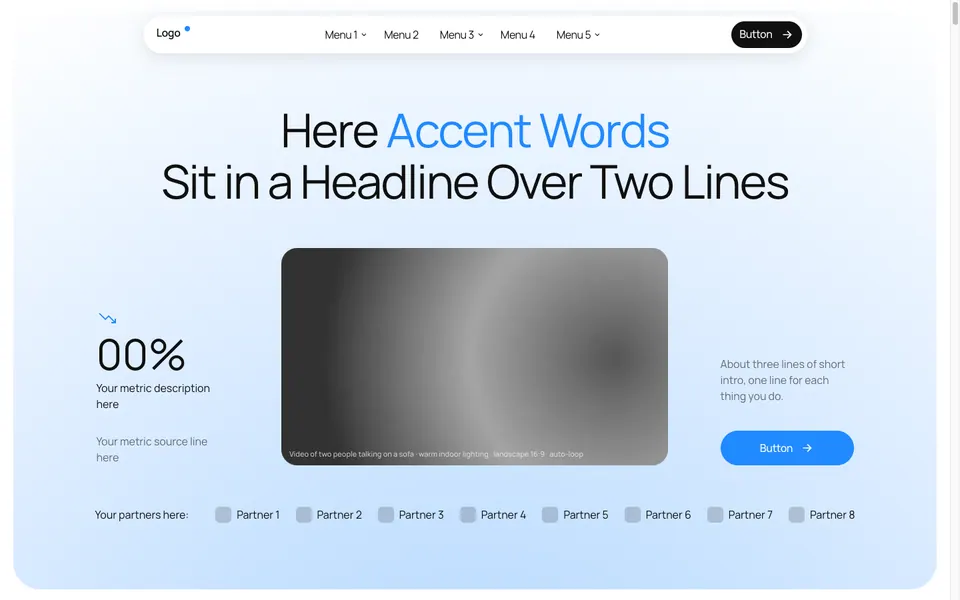 Logo
Menu 1
Menu 2
Menu 3
Menu 4
Menu 5
Button
Here Accent Words
Sit in a Headline Over Two Lines
00%
Your metric description
here
Your metric source line
here
Video of two people talking on a sofa · warm indoor lighting · landscape 16:9 · auto-loop
About three lines of short
intro, one line for each
thing you do.
Button
Your partners here:
Partner 1
Partner 2
Partner 3
Partner 4
Partner 5
Partner 6
Partner 7
Partner 8